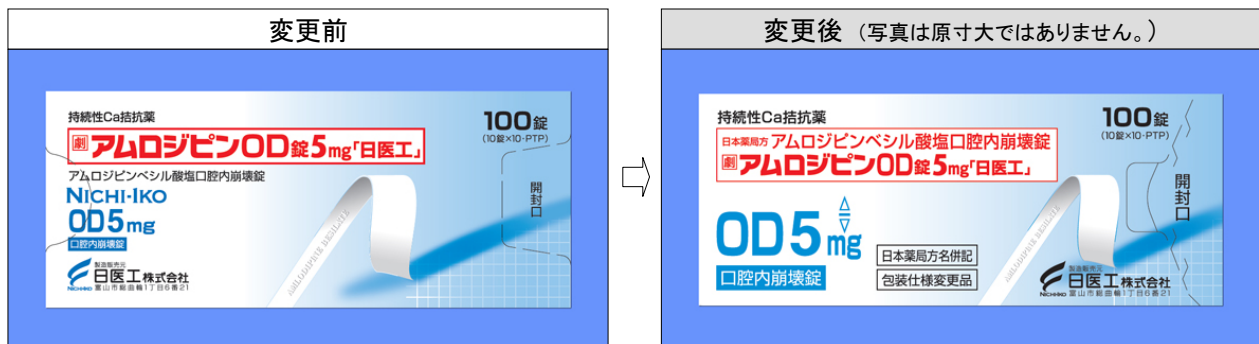 変更前
持続性Ca拮抗薬
100錠
(10錠×10-PTP)
劇 アムロジピンOD錠5mg「日医工」
アムロジピンベシル酸塩口腔内崩壊錠
NICHI-IKO
OD5mg
口腔内崩壊錠
開封口
AMLODIPINE BESILATE
製造販売元
日医工株式会社
NICHI-IKO 富山市総曲輪1丁目6番21
変更後 (写真は原寸大ではありません。)
持続性Ca拮抗薬
100錠
(10錠×10-PTP)
日本薬局方 アムロジピンベシル酸塩口腔内崩壊錠
劇 アムロジピンOD錠5mg「日医工」
開封口
OD5mg
口腔内崩壊錠
日本薬局方名併記
包装仕様変更品
AMLODIPINE BESILATE
製造販売元
日医工株式会社
NICHI-IKO 富山市総曲輪1丁目6番21